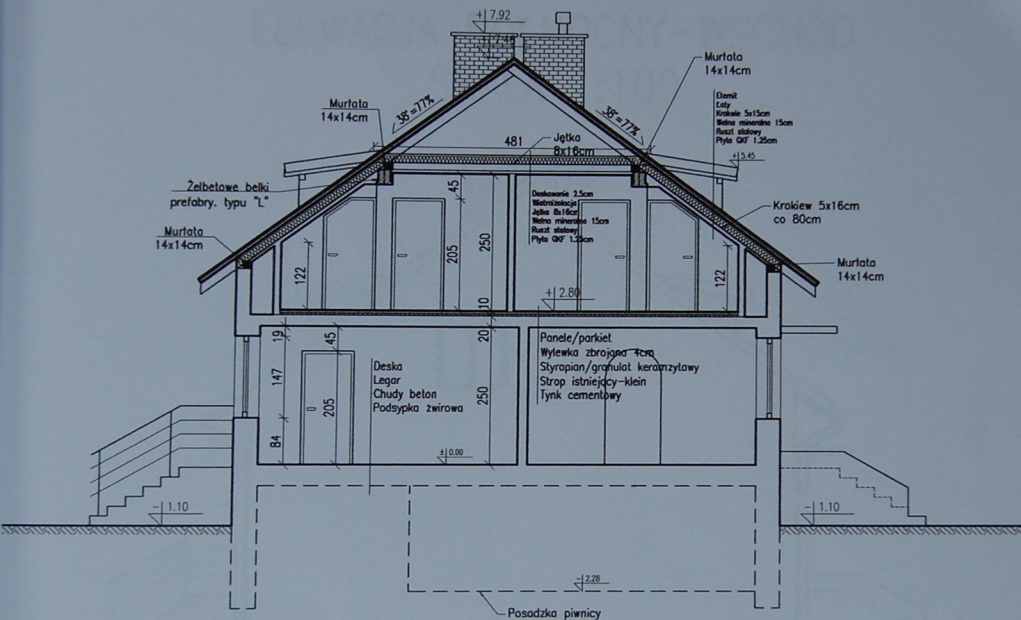 +7.92
Murłata
14x14cm
Murłata
14x14cm
38°=77%
38°=77%
Eternit
Łaty
Krokwie 5x15cm
Wełna mineralna 15cm
Ruszt stalowy
Płyta GKF 1.25cm
481
Jętka
8x16cm
+5.45
Żelbetowe belki
prefabry. typu "L"
45
Deskowanie 2.5cm
Wiatroizolacja
Jętka 8x16cm
Wełna mineralna 15cm
Ruszt stalowy
Płyta GKF 1.25cm
Krokiew 5x16cm
co 80cm
Murłata
14x14cm
205
250
122
122
Murłata
14x14cm
+2.80
10
19
45
20
Panele/parkiet
Wylewka zbrojona 4cm
Styropian/granulat keramzytowy
Strop istniejący-klein
Tynk cementowy
Deska
Legar
Chudy beton
Podsypka żwirowa
147
205
250
84
±0.00
-1.10
-1.10
-2.28
Posadzka piwnicy